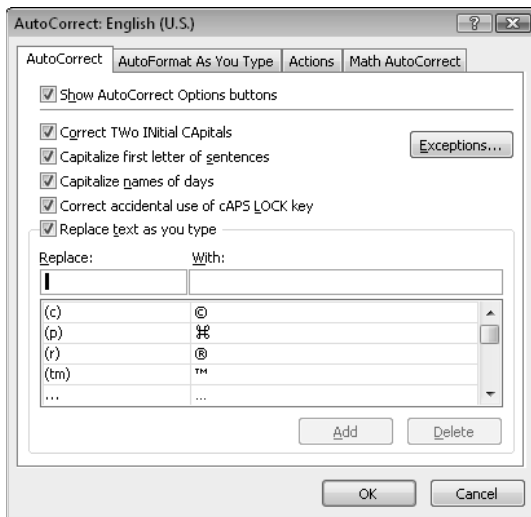 AutoCorrect: English (U.S.)
AutoCorrect AutoFormat As You Type Actions Math AutoCorrect
Show AutoCorrect Options buttons
Correct TWo INitial CApitals
Exceptions...
Capitalize first letter of sentences
Capitalize names of days
Correct accidental use of cAPS LOCK key
Replace text as you type
Replace: With:
(c) ©
(p) ⌘
(r) ®
(tm) ™
... …
Add Delete
OK Cancel